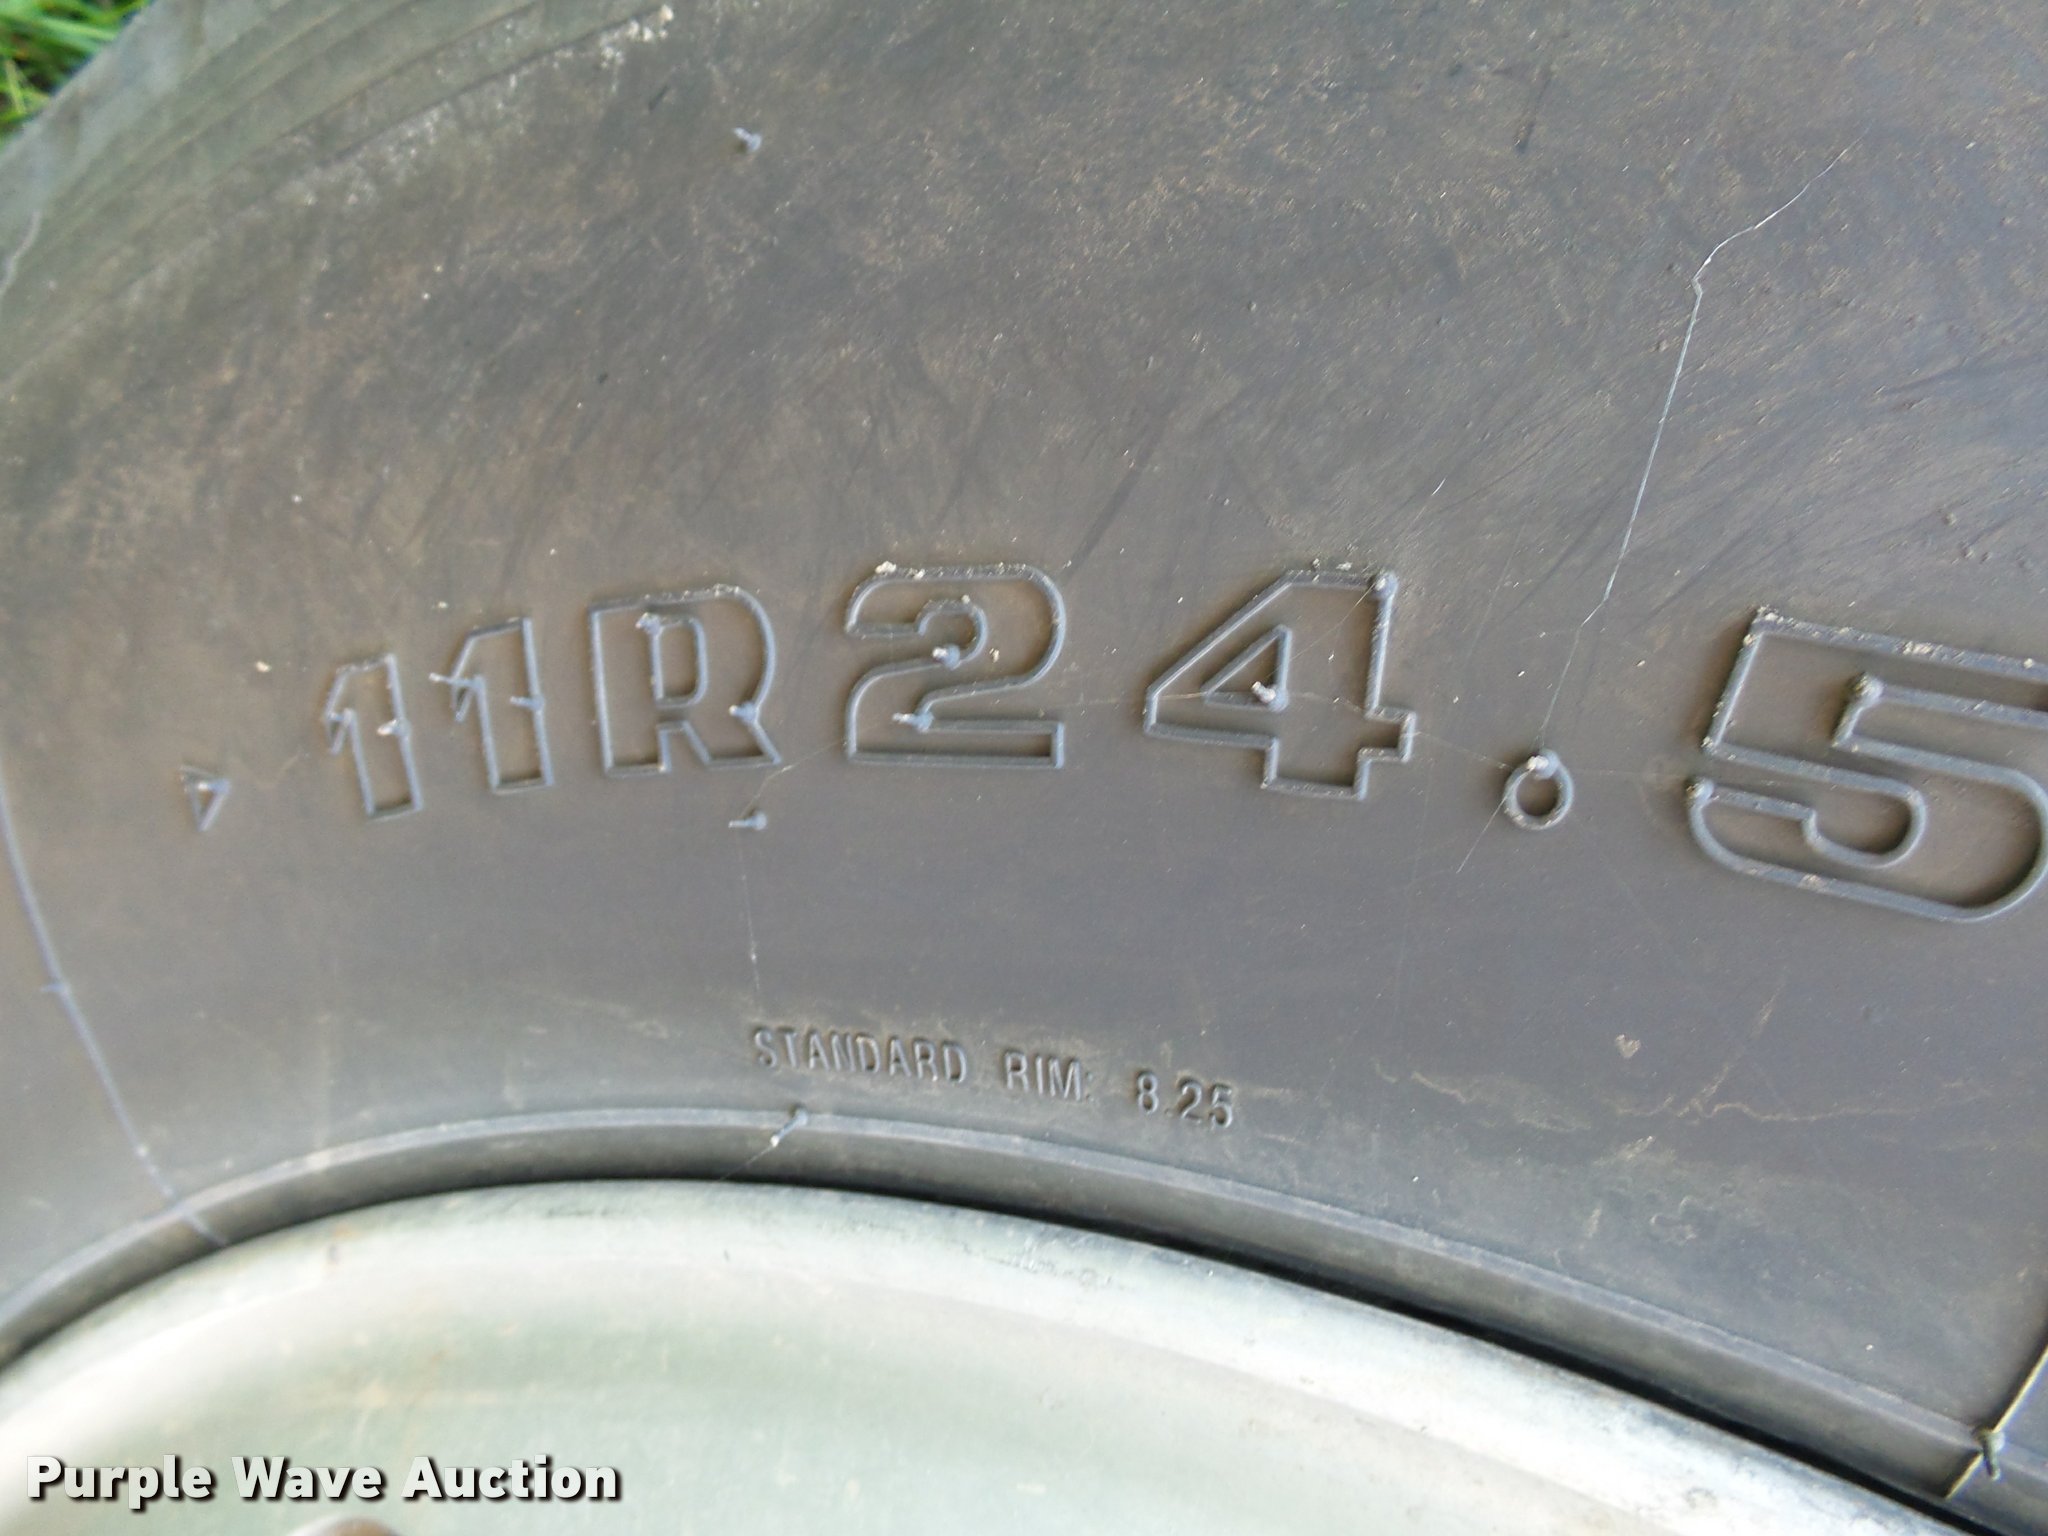 11R24.5
STANDARD RIM: 8.25
Purple Wave Auction